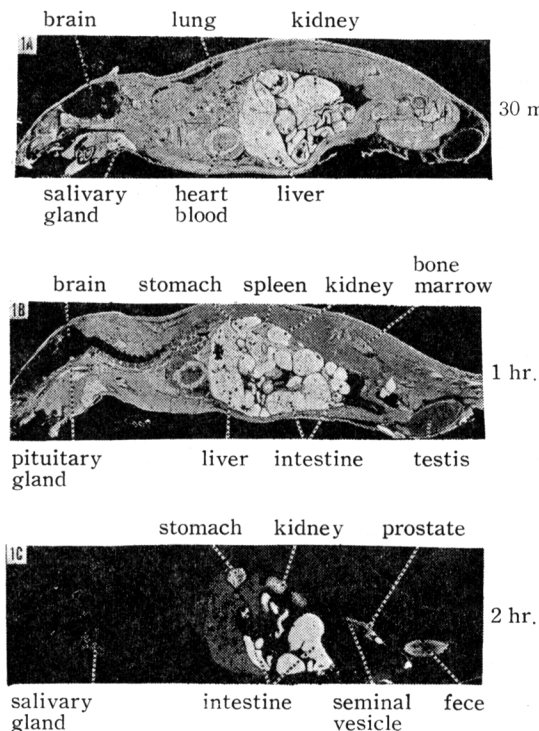 brain lung kidney
1A
30 m
salivary gland heart blood liver
brain stomach spleen kidney bone marrow
1B
1 hr.
pituitary gland liver intestine testis
stomach kidney prostate
1C
2 hr.
salivary gland intestine seminal vesicle fece